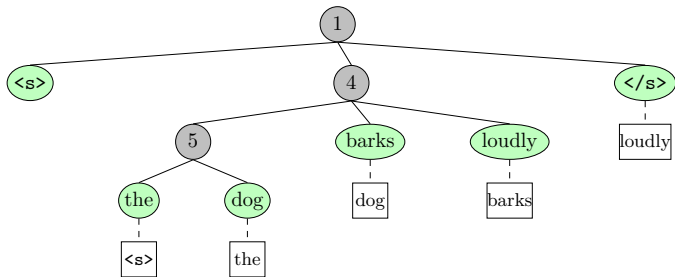 1
<s> 4 </s>
5 barks loudly loudly
the dog dog barks
<s> the